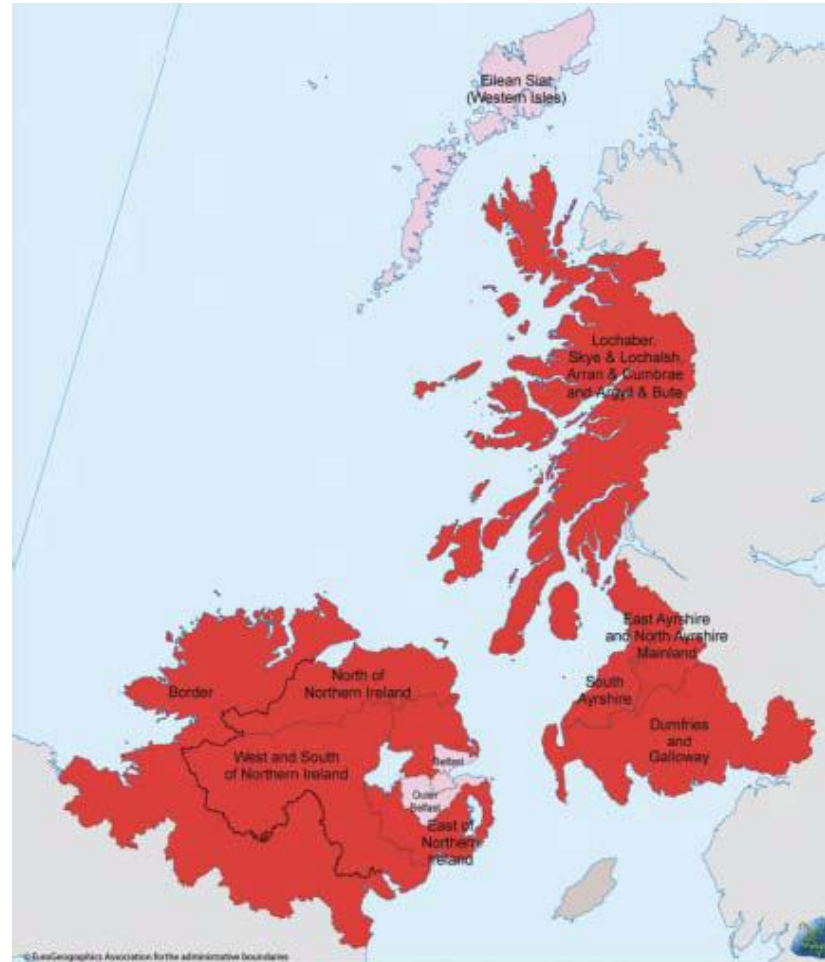 Eilean Siar
(Western Isles)
Lochaber,
Skye & Lochalsh,
Arran & Cumbrae
and Argyll & Bute
East Ayrshire
and North Ayrshire
Mainland
South
Ayrshire
Dumfries
and
Galloway
North of
Northern Ireland
Border
West and South
of Northern Ireland
Belfast
Outer
Belfast
East of
Northern
Ireland
© EuroGeographics Association for the administrative boundaries